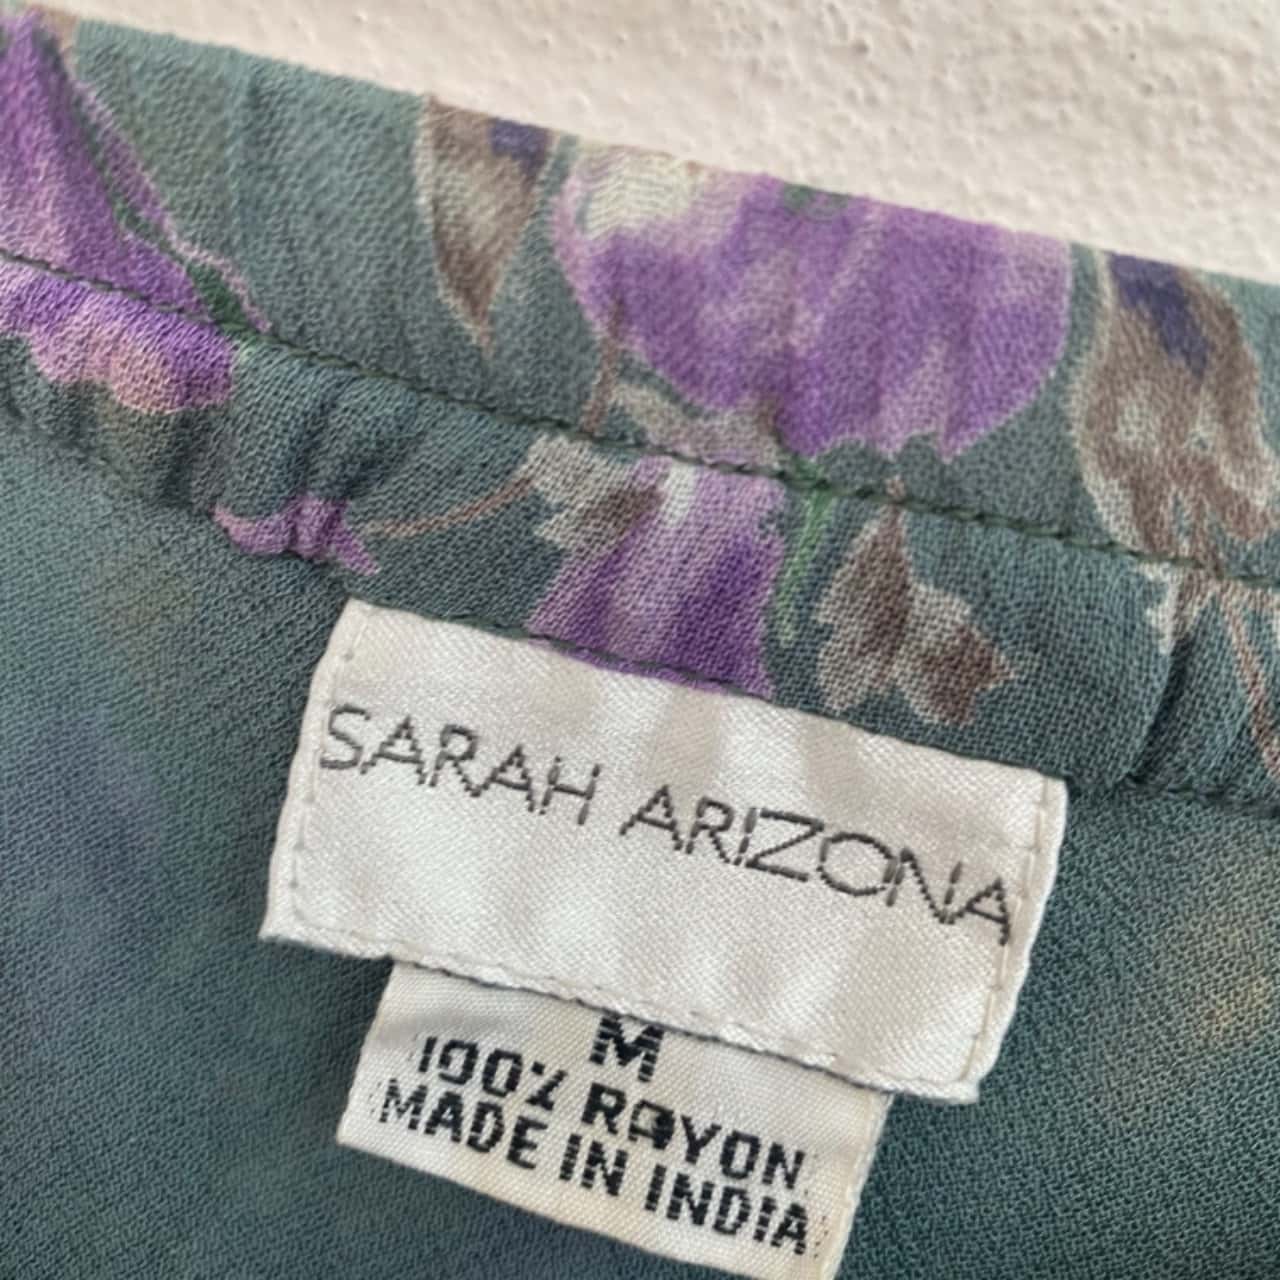 SARAH ARIZONA
M
100% RAYON
MADE IN INDIA